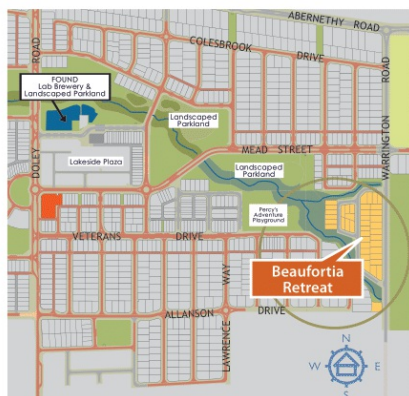 ABERNETHY ROAD
COLESBROOK DRIVE
ROAD
FOUND
Lab Brewery &
Landscaped Parkland
Landscaped
Parkland
ROAD
MEAD STREET
WARRINGTON
Lakeside Plaza
Landscaped
Parkland
DOLEY
Percy's
Adventure
Playground
VETERANS DRIVE
Beaufortia
Retreat
WAY
ALLANSON DRIVE
LAWRENCE
N
W E
S